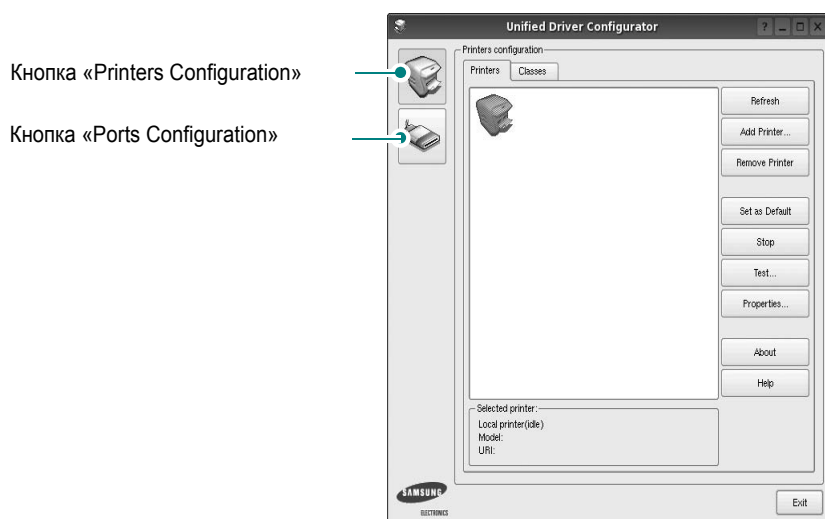 Unified Driver Configurator
Кнопка «Printers Configuration»
Кнопка «Ports Configuration»
Printers configuration
Printers
Classes
Refresh
Add Printer...
Remove Printer
Set as Default
Stop
Test...
Properties...
About
Help
Selected printer:
Local printer(idle)
Model:
URI:
SAMSUNG
ELECTRONICS
Exit